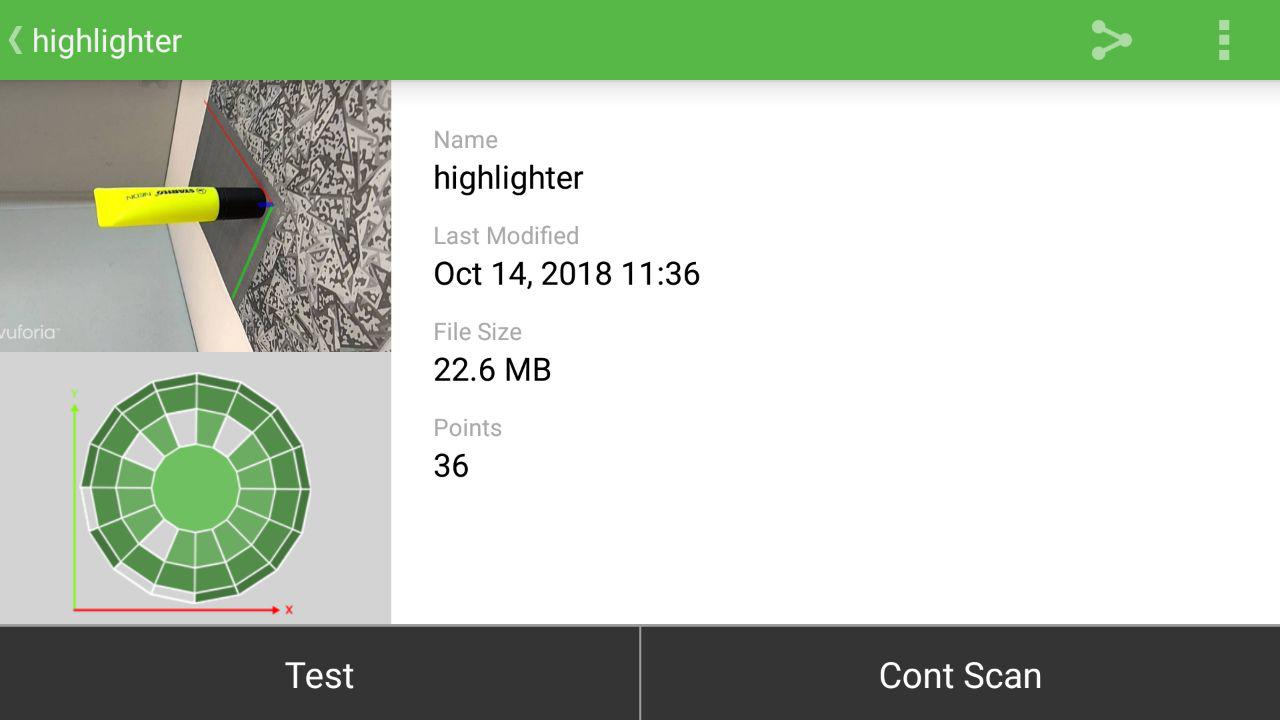 highlighter
STABILO NEON
vuforia™
Y
X
Name
highlighter
Last Modified
Oct 14, 2018 11:36
File Size
22.6 MB
Points
36
Test
Cont Scan